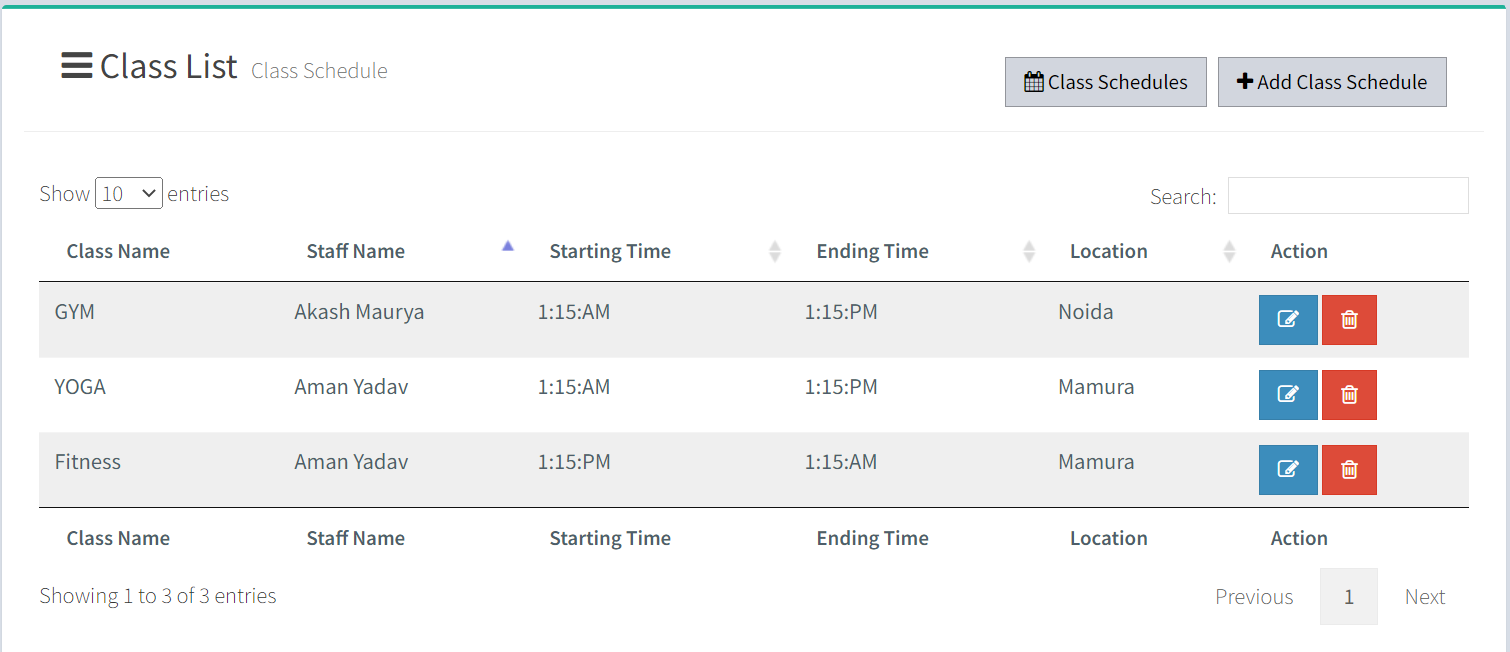 Class List Class Schedule
Class Schedules Add Class Schedule
Show 10 entries Search:
Class Name Staff Name Starting Time Ending Time Location Action
GYM Akash Maurya 1:15:AM 1:15:PM Noida
YOGA Aman Yadav 1:15:AM 1:15:PM Mamura
Fitness Aman Yadav 1:15:PM 1:15:AM Mamura
Class Name Staff Name Starting Time Ending Time Location Action
Showing 1 to 3 of 3 entries Previous 1 Next